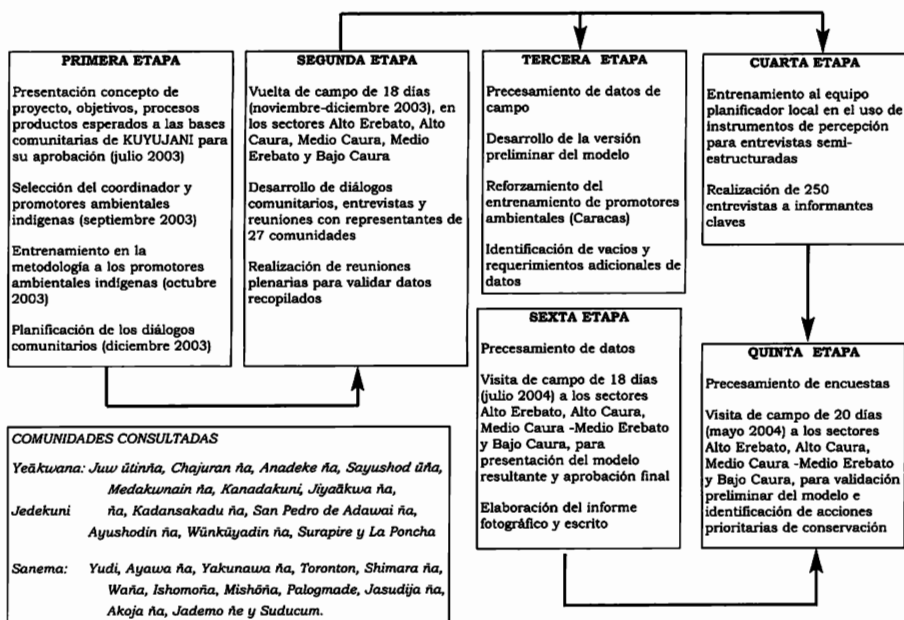 PRIMERA ETAPA
Presentación concepto de
proyecto, objetivos, procesos
productos esperados a las bases
comunitarias de KUYUJANI para
su aprobación (julio 2003)
Selección del coordinador y
promotores ambientales
indígenas (septiembre 2003)
Entrenamiento en la
metodología a los promotores
ambientales indígenas (octubre
2003)
Planificación de los diálogos
comunitarios (diciembre 2003)
SEGUNDA ETAPA
Vuelta de campo de 18 días
(noviembre-diciembre 2003), en
los sectores Alto Erebato, Alto
Caura, Medio Caura, Medio
Erebato y Bajo Caura
Desarrollo de diálogos
comunitarios, entrevistas y
reuniones con representantes de
27 comunidades
Realización de reuniones
plenarias para validar datos
recopilados
TERCERA ETAPA
Precesamiento de datos de
campo
Desarrollo de la versión
preliminar del modelo
Reforzamiento del
entrenamiento de promotores
ambientales (Caracas)
Identificación de vacios y
requerimientos adicionales de
datos
CUARTA ETAPA
Entrenamiento al equipo
planificador local en el uso de
instrumentos de percepción
para entrevistas semi-
estructuradas
Realización de 250
entrevistas a informantes
claves
QUINTA ETAPA
Precesamiento de encuestas
Visita de campo de 20 días
(mayo 2004) a los sectores
Alto Erebato, Alto Caura,
Medio Caura -Medio Erebato
y Bajo Caura, para validación
preliminar del modelo e
identificación de acciones
prioritarias de conservación
SEXTA ETAPA
Precesamiento de datos
Visita de campo de 18 días
(julio 2004) a los sectores
Alto Erebato, Alto Caura,
Medio Caura -Medio Erebato
y Bajo Caura, para
presentación del modelo
resultante y aprobación final
Elaboración del informe
fotográfico y escrito
COMUNIDADES CONSULTADAS
Yeäkwana: Juw ütinña, Chajuran ña, Anadeke ña, Sayushod üña,
Medakwnain ña, Kanadakuni, Jiyaäkwa ña,
Jedekuni ña, Kadansakadu ña, San Pedro de Adawai ña,
Ayushodin ña, Wünküyadin ña, Surapire y La Poncha
Sanema: Yudi, Ayawa ña, Yakunawa ña, Toronton, Shimara ña,
Waña, Ishomoña, Mishöña, Palogmade, Jasudija ña,
Akoja ña, Jademo ñe y Suducum.